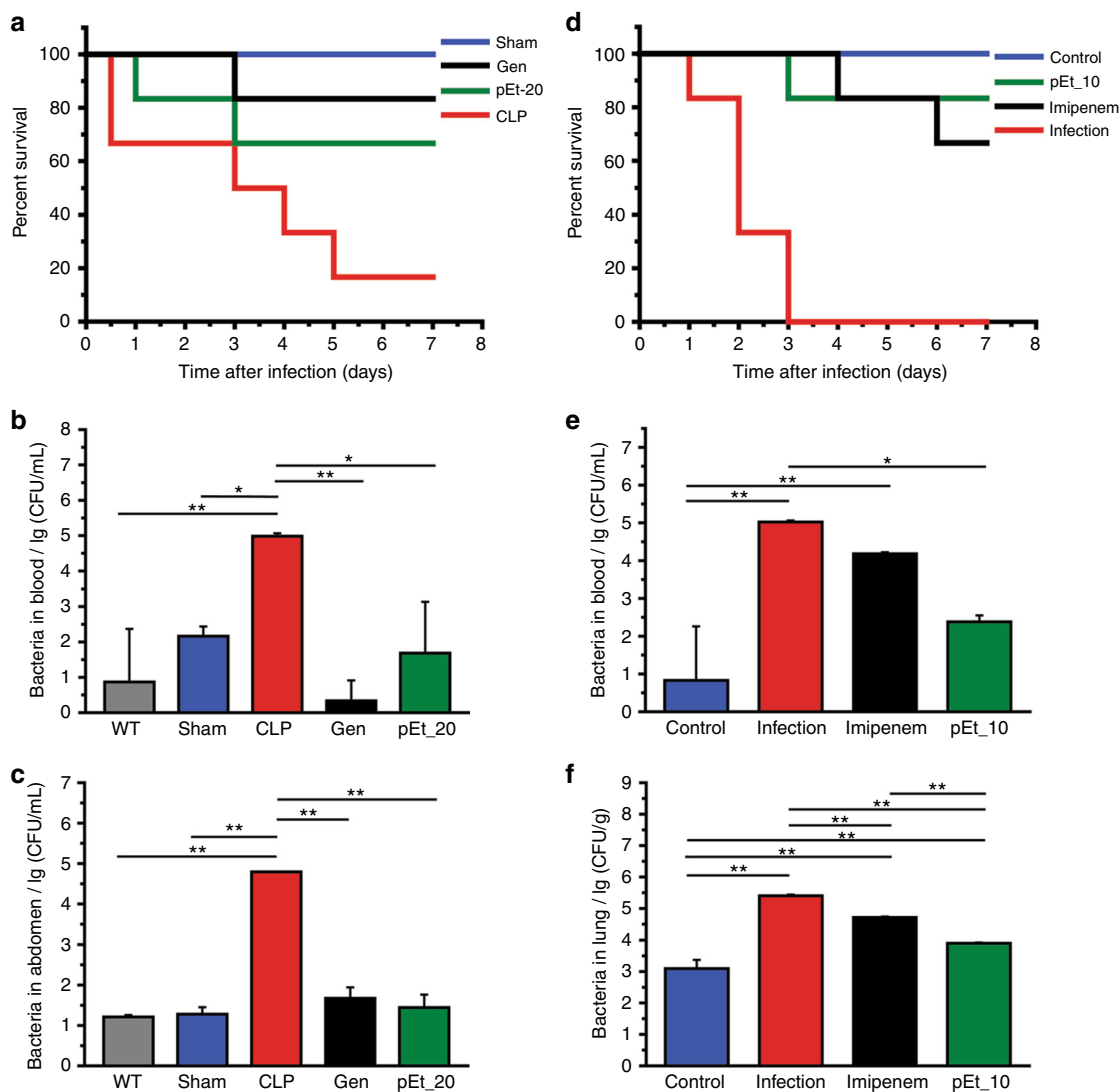 a
Percent survival
100
80
60
40
20
0
0 1 2 3 4 5 6 7 8
Time after infection (days)
Sham
Gen
pEt-20
CLP
d
Percent survival
100
80
60
40
20
0
0 1 2 3 4 5 6 7 8
Time after infection (days)
Control
pEt_10
Imipenem
Infection
b
Bacteria in blood / lg (CFU/mL)
8
7
6
5
4
3
2
1
0
*
**
*
**
WT Sham CLP Gen pEt_20
e
Bacteria in blood / lg (CFU/mL)
7
6
5
4
3
2
1
0
*
**
**
Control Infection Imipenem pEt_10
c
Bacteria in abdomen / lg (CFU/mL)
7
6
5
4
3
2
1
0
**
**
**
**
WT Sham CLP Gen pEt_20
f
Bacteria in lung / lg (CFU/g)
9
8
7
6
5
4
3
2
1
0
**
**
**
**
**
**
Control Infection Imipenem pEt_10